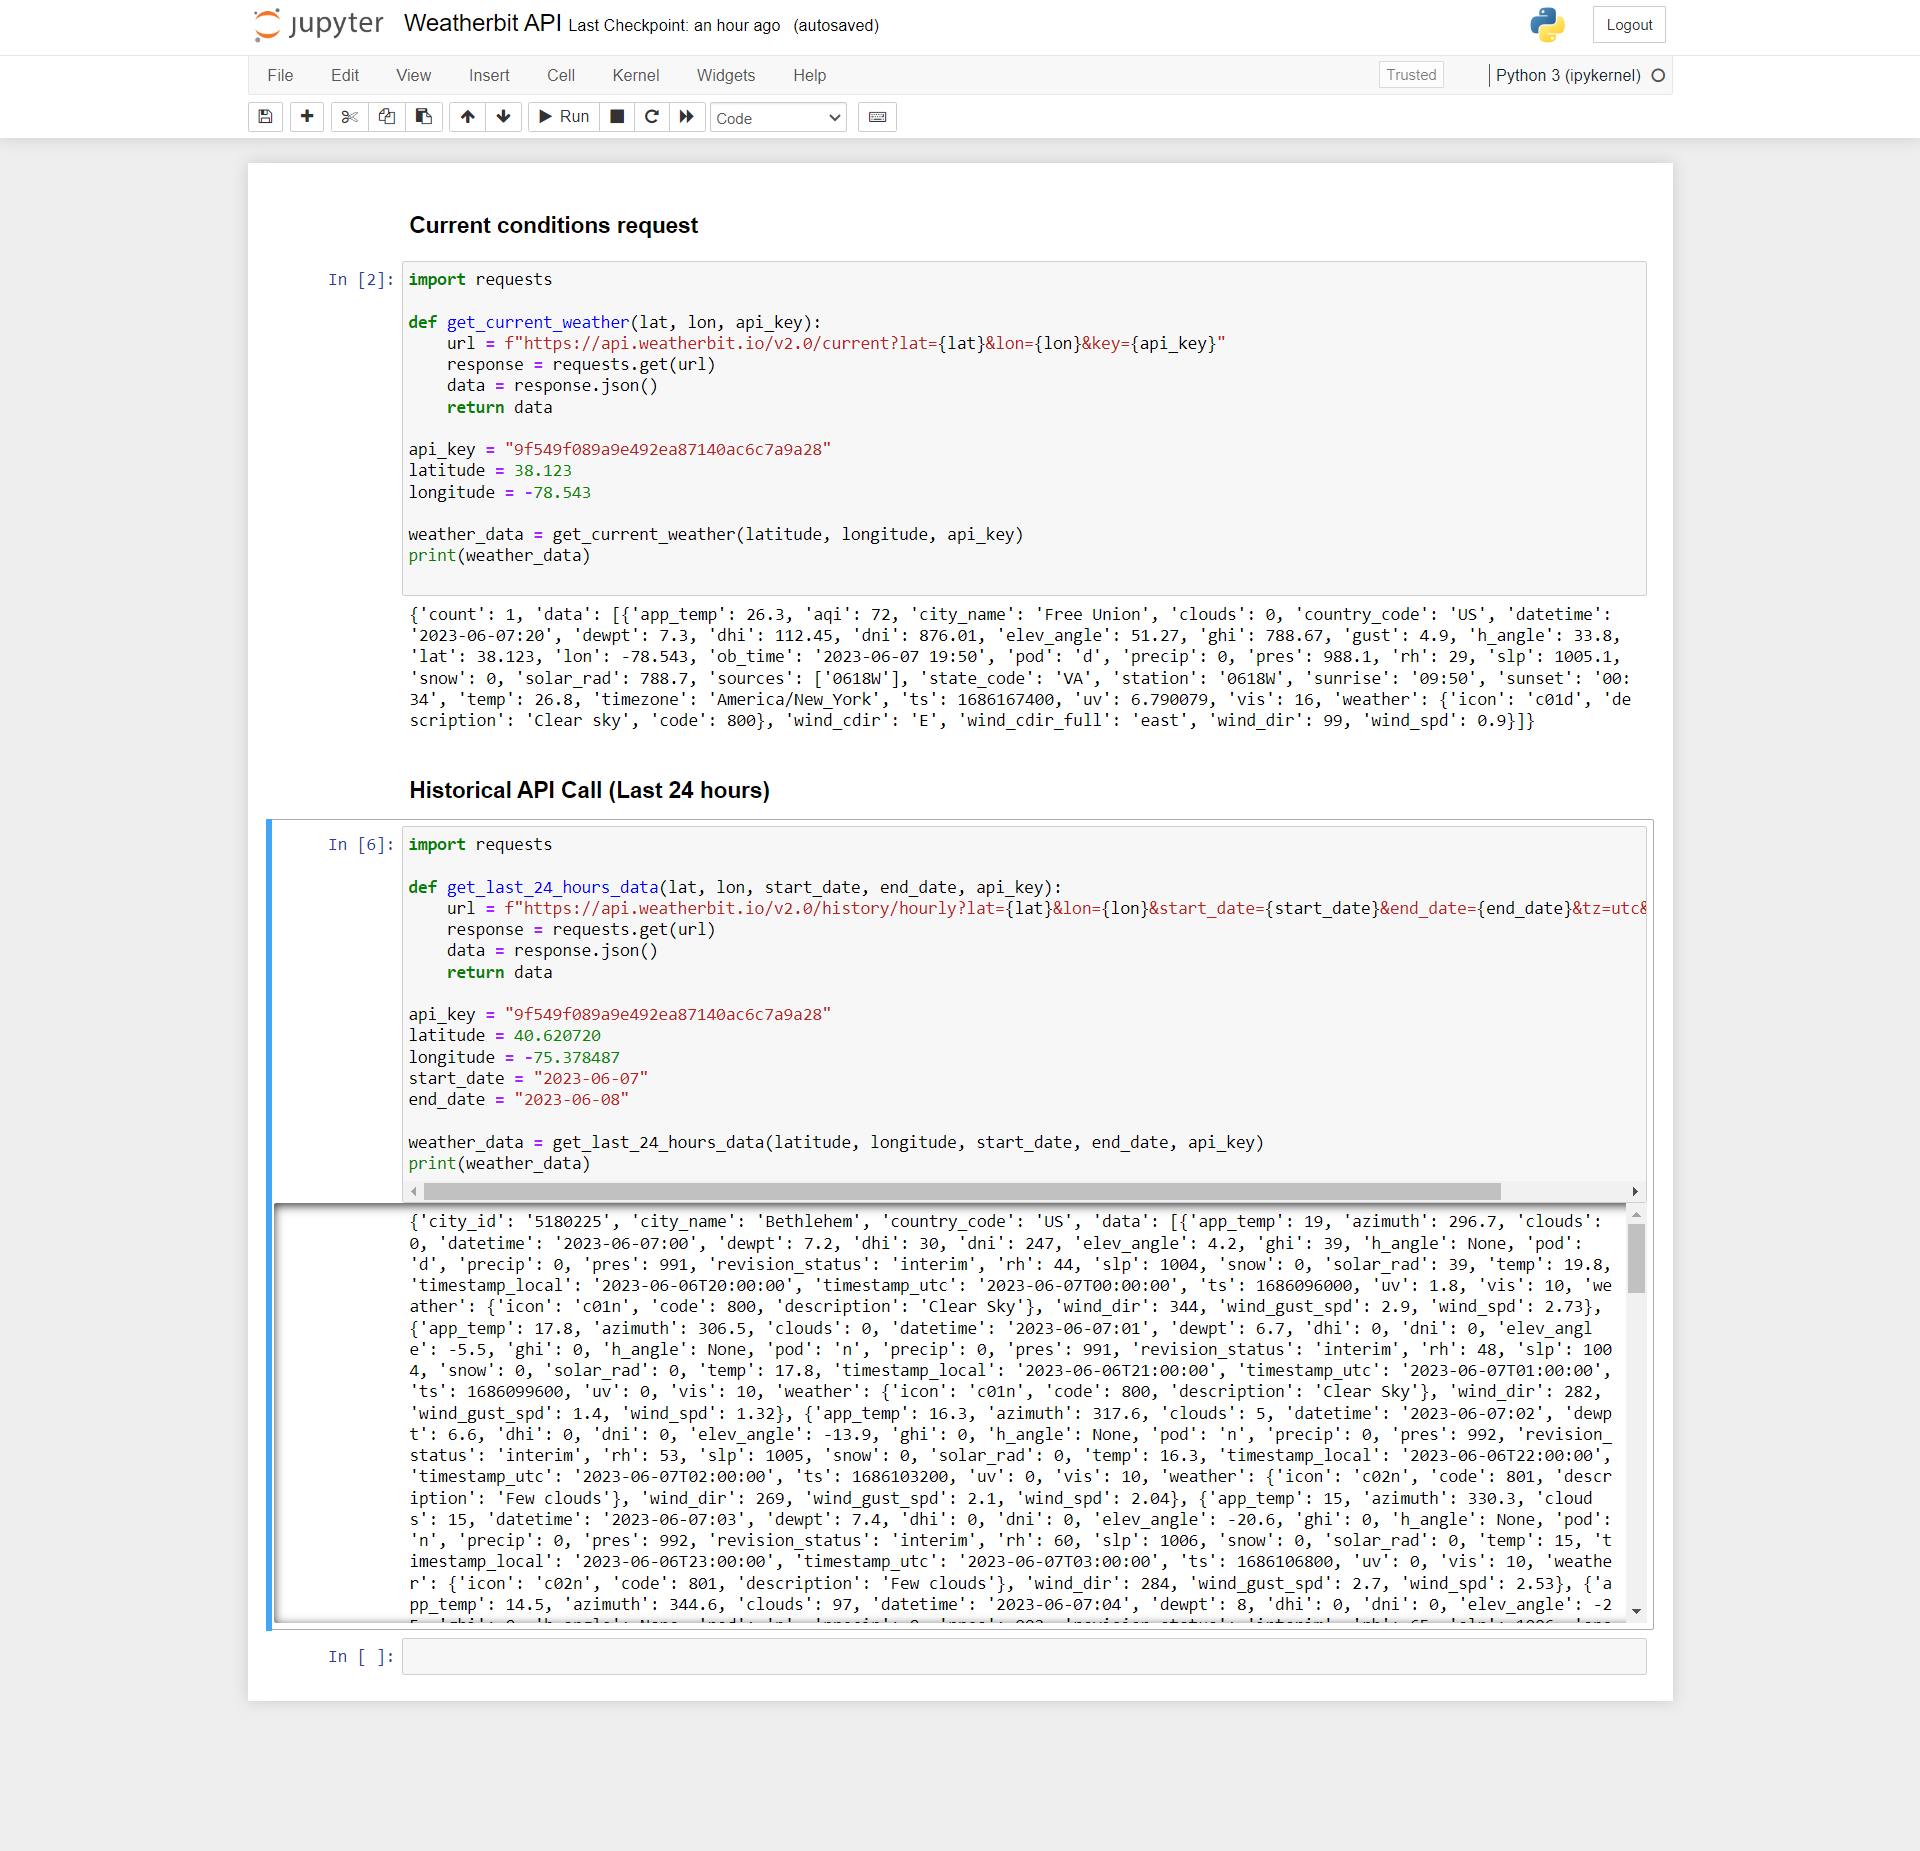 jupyter Weatherbit API Last Checkpoint: an hour ago (autosaved) Logout
File Edit View Insert Cell Kernel Widgets Help Trusted Python 3 (ipykernel)
Run Code
Current conditions request
In [2]: import requests
def get_current_weather(lat, lon, api_key):
    url = f"https://api.weatherbit.io/v2.0/current?lat={lat}&lon={lon}&key={api_key}"
    response = requests.get(url)
    data = response.json()
    return data
api_key = "9f549f089a9e492ea87140ac6c7a9a28"
latitude = 38.123
longitude = -78.543
weather_data = get_current_weather(latitude, longitude, api_key)
print(weather_data)
{'count': 1, 'data': [{'app_temp': 26.3, 'aqi': 72, 'city_name': 'Free Union', 'clouds': 0, 'country_code': 'US', 'datetime':
'2023-06-07:20', 'dewpt': 7.3, 'dhi': 112.45, 'dni': 876.01, 'elev_angle': 51.27, 'ghi': 788.67, 'gust': 4.9, 'h_angle': 33.8,
'lat': 38.123, 'lon': -78.543, 'ob_time': '2023-06-07 19:50', 'pod': 'd', 'precip': 0, 'pres': 988.1, 'rh': 29, 'slp': 1005.1,
'snow': 0, 'solar_rad': 788.7, 'sources': ['0618W'], 'state_code': 'VA', 'station': '0618W', 'sunrise': '09:50', 'sunset': '00:
34', 'temp': 26.8, 'timezone': 'America/New_York', 'ts': 1686167400, 'uv': 6.790079, 'vis': 16, 'weather': {'icon': 'c01d', 'de
scription': 'Clear sky', 'code': 800}, 'wind_cdir': 'E', 'wind_cdir_full': 'east', 'wind_dir': 99, 'wind_spd': 0.9}]}
Historical API Call (Last 24 hours)
In [6]: import requests
def get_last_24_hours_data(lat, lon, start_date, end_date, api_key):
    url = f"https://api.weatherbit.io/v2.0/history/hourly?lat={lat}&lon={lon}&start_date={start_date}&end_date={end_date}&tz=utc&
    response = requests.get(url)
    data = response.json()
    return data
api_key = "9f549f089a9e492ea87140ac6c7a9a28"
latitude = 40.620720
longitude = -75.378487
start_date = "2023-06-07"
end_date = "2023-06-08"
weather_data = get_last_24_hours_data(latitude, longitude, start_date, end_date, api_key)
print(weather_data)
{'city_id': '5180225', 'city_name': 'Bethlehem', 'country_code': 'US', 'data': [{'app_temp': 19, 'azimuth': 296.7, 'clouds':
0, 'datetime': '2023-06-07:00', 'dewpt': 7.2, 'dhi': 30, 'dni': 247, 'elev_angle': 4.2, 'ghi': 39, 'h_angle': None, 'pod':
'd', 'precip': 0, 'pres': 991, 'revision_status': 'interim', 'rh': 44, 'slp': 1004, 'snow': 0, 'solar_rad': 39, 'temp': 19.8,
'timestamp_local': '2023-06-06T20:00:00', 'timestamp_utc': '2023-06-07T00:00:00', 'ts': 1686096000, 'uv': 1.8, 'vis': 10, 'we
ather': {'icon': 'c01n', 'code': 800, 'description': 'Clear Sky'}, 'wind_dir': 344, 'wind_gust_spd': 2.9, 'wind_spd': 2.73},
{'app_temp': 17.8, 'azimuth': 306.5, 'clouds': 0, 'datetime': '2023-06-07:01', 'dewpt': 6.7, 'dhi': 0, 'dni': 0, 'elev_angl
e': -5.5, 'ghi': 0, 'h_angle': None, 'pod': 'n', 'precip': 0, 'pres': 991, 'revision_status': 'interim', 'rh': 48, 'slp': 100
4, 'snow': 0, 'solar_rad': 0, 'temp': 17.8, 'timestamp_local': '2023-06-06T21:00:00', 'timestamp_utc': '2023-06-07T01:00:00',
'ts': 1686099600, 'uv': 0, 'vis': 10, 'weather': {'icon': 'c01n', 'code': 800, 'description': 'Clear Sky'}, 'wind_dir': 282,
'wind_gust_spd': 1.4, 'wind_spd': 1.32}, {'app_temp': 16.3, 'azimuth': 317.6, 'clouds': 5, 'datetime': '2023-06-07:02', 'dewp
t': 6.6, 'dhi': 0, 'dni': 0, 'elev_angle': -13.9, 'ghi': 0, 'h_angle': None, 'pod': 'n', 'precip': 0, 'pres': 992, 'revision_
status': 'interim', 'rh': 53, 'slp': 1005, 'snow': 0, 'solar_rad': 0, 'temp': 16.3, 'timestamp_local': '2023-06-06T22:00:00',
'timestamp_utc': '2023-06-07T02:00:00', 'ts': 1686103200, 'uv': 0, 'vis': 10, 'weather': {'icon': 'c02n', 'code': 801, 'descr
iption': 'Few clouds'}, 'wind_dir': 269, 'wind_gust_spd': 2.1, 'wind_spd': 2.04}, {'app_temp': 15, 'azimuth': 330.3, 'cloud
s': 15, 'datetime': '2023-06-07:03', 'dewpt': 7.4, 'dhi': 0, 'dni': 0, 'elev_angle': -20.6, 'ghi': 0, 'h_angle': None, 'pod':
'n', 'precip': 0, 'pres': 992, 'revision_status': 'interim', 'rh': 60, 'slp': 1006, 'snow': 0, 'solar_rad': 0, 'temp': 15, 't
imestamp_local': '2023-06-06T23:00:00', 'timestamp_utc': '2023-06-07T03:00:00', 'ts': 1686106800, 'uv': 0, 'vis': 10, 'weathe
r': {'icon': 'c02n', 'code': 801, 'description': 'Few clouds'}, 'wind_dir': 284, 'wind_gust_spd': 2.7, 'wind_spd': 2.53}, {'a
pp_temp': 14.5, 'azimuth': 344.6, 'clouds': 97, 'datetime': '2023-06-07:04', 'dewpt': 8, 'dhi': 0, 'dni': 0, 'elev_angle': -2
In [ ]: